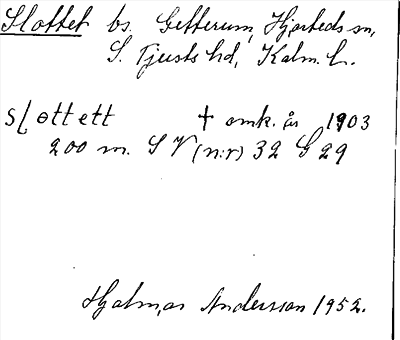 Slottet bs. Getterum, Hjorteds sn,
S. Tjusts hd, Kalm. L.
slottett † omk. år 1903
200 m. SV (n:r) 32 G 29
Hjalmar Andersson 1952.